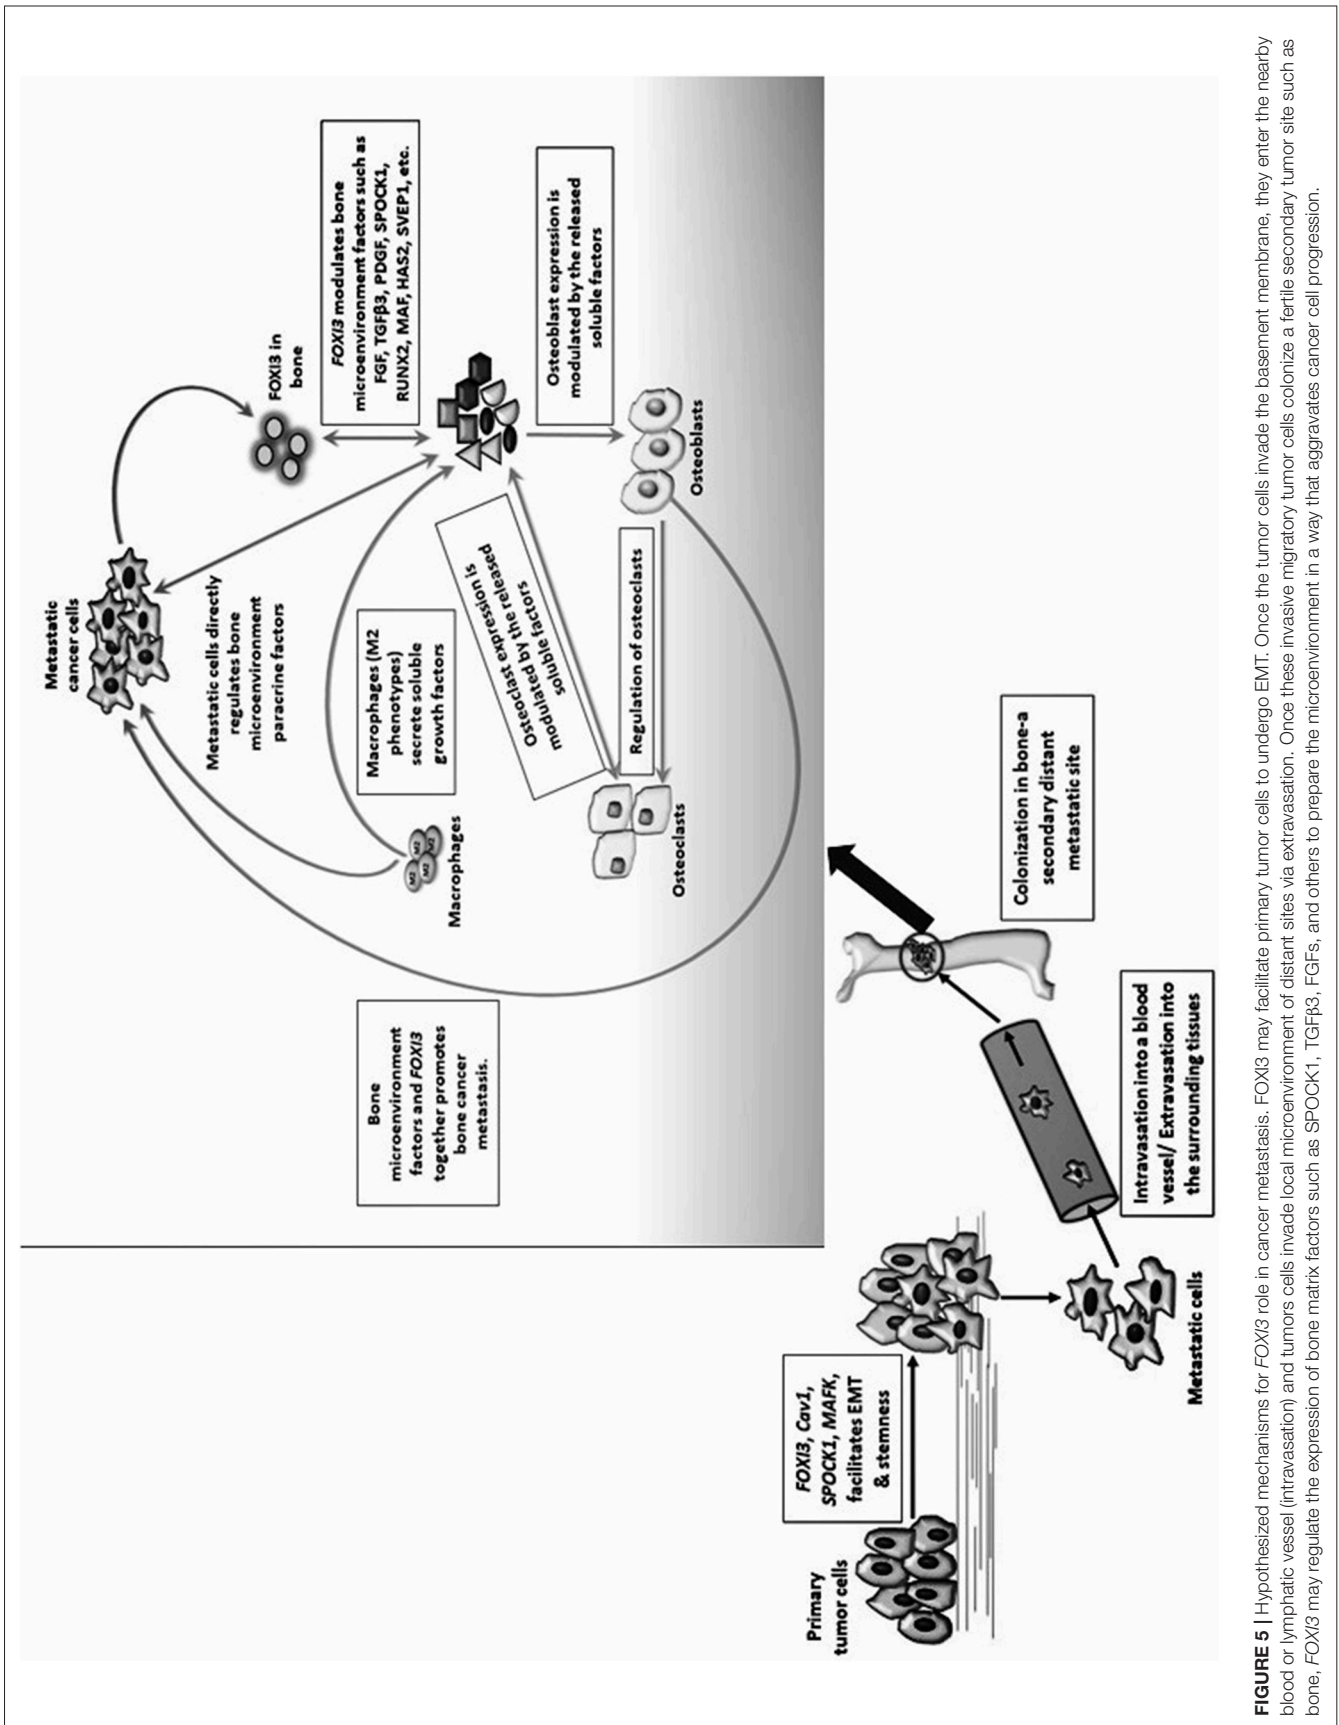 Metastatic
cancer cells
FOXI3 in
bone
FOXI3 modulates bone
microenvironment factors such as
FGF, TGFβ3, PDGF, SPOCK1,
RUNX2, MAF, HAS2, SVEP1, etc.
Metastatic cells directly
regulates bone
microenvironment
paracrine factors
Bone
microenvironment
factors and FOXI3
together promotes
bone cancer
metastasis.
Macrophages (M2
phenotypes)
secrete soluble
growth factors
M2
M2
M2
M2
Macrophages
Osteoclast expression is
modulated by the released
soluble factors
Osteoblast expression is
modulated by the released
soluble factors
Regulation of osteoclasts
Osteoclasts
Osteoblasts
Primary
tumor cells
FOXI3, Cav1,
SPOCK1, MAFK,
facilitates EMT
& stemness
Metastatic cells
Intravasation into a blood
vessel/ Extravasation into
the surrounding tissues
Colonization in bone-a
secondary distant
metastatic site
FIGURE 5 | Hypothesized mechanisms for FOXI3 role in cancer metastasis. FOXI3 may facilitate primary tumor cells to undergo EMT. Once the tumor cells invade the basement membrane, they enter the nearby
blood or lymphatic vessel (intravasation) and tumors cells invade local microenvironment of distant sites via extravasation. Once these invasive migratory tumor cells colonize a fertile secondary tumor site such as
bone, FOXI3 may regulate the expression of bone matrix factors such as SPOCK1, TGFβ3, FGFs, and others to prepare the microenvironment in a way that aggravates cancer cell progression.